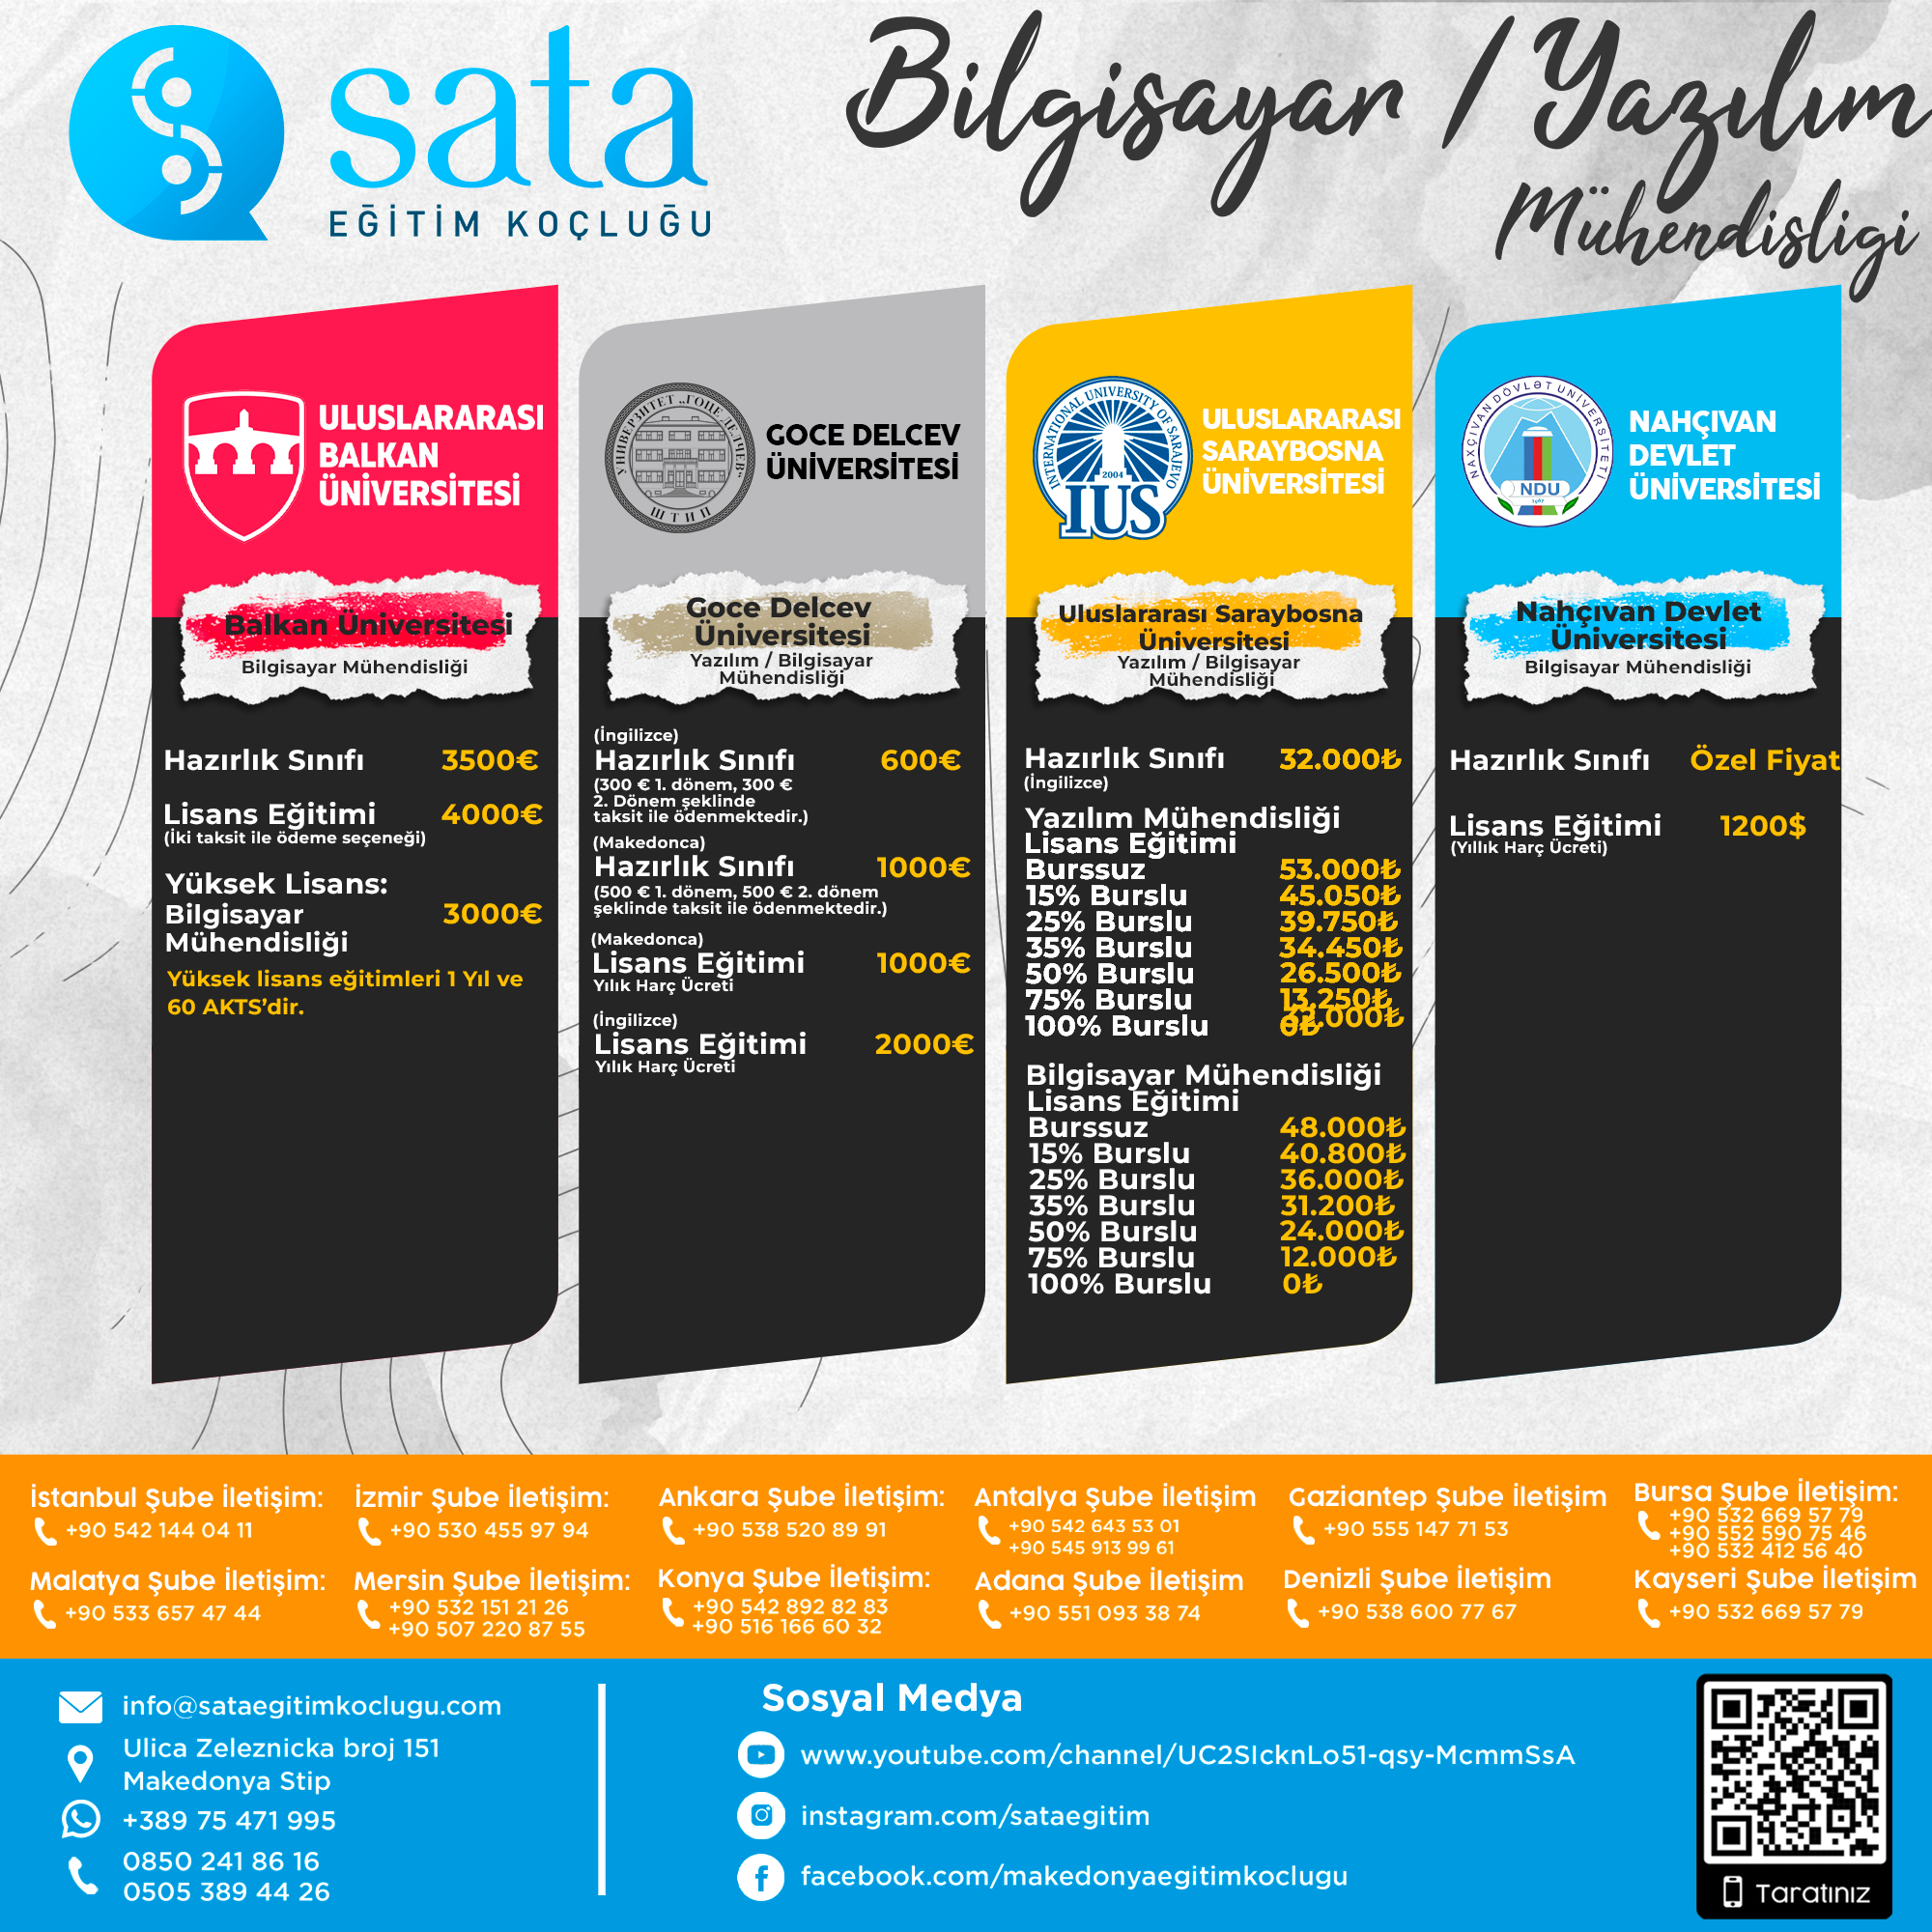 sata
EĞİTİM KOÇLUĞU
Bilgisayar / Yazılım
Mühendisligi
ULUSLARARASI
BALKAN
ÜNİVERSİTESİ
Balkan Üniversitesi
Bilgisayar Mühendisliği
Hazırlık Sınıfı 3500€
Lisans Eğitimi 4000€
(İki taksit ile ödeme seçeneği)
Yüksek Lisans:
Bilgisayar 3000€
Mühendisliği
Yüksek lisans eğitimleri 1 Yıl ve
60 AKTS'dir.
УНИВЕРЗИТЕТ „ГОЦЕ ДЕЛЧЕВ"
ШТИП
GOCE DELCEV
ÜNİVERSİTESİ
Goce Delcev
Üniversitesi
Yazılım / Bilgisayar
Mühendisliği
(İngilizce)
Hazırlık Sınıfı 600€
(300 € 1. dönem, 300 €
2. Dönem şeklinde
taksit ile ödenmektedir.)
(Makedonca)
Hazırlık Sınıfı 1000€
(500 € 1. dönem, 500 € 2. dönem
şeklinde taksit ile ödenmektedir.)
(Makedonca)
Lisans Eğitimi 1000€
Yılık Harç Ücreti
(İngilizce)
Lisans Eğitimi 2000€
Yılık Harç Ücreti
INTERNATIONAL UNIVERSITY OF SARAJEVO
2004
IUS
ULUSLARARASI
SARAYBOSNA
ÜNİVERSİTESİ
Uluslararası Saraybosna
Üniversitesi
Yazılım / Bilgisayar
Mühendisliği
Hazırlık Sınıfı 32.000₺
(İngilizce)
Yazılım Mühendisliği
Lisans Eğitimi
Burssuz 53.000₺
15% Burslu 45.050₺
25% Burslu 39.750₺
35% Burslu 34.450₺
50% Burslu 26.500₺
75% Burslu 13.250₺
100% Burslu 0₺
Bilgisayar Mühendisliği
Lisans Eğitimi
Burssuz 48.000₺
15% Burslu 40.800₺
25% Burslu 36.000₺
35% Burslu 31.200₺
50% Burslu 24.000₺
75% Burslu 12.000₺
100% Burslu 0₺
NAXÇIVAN DÖVLƏT UNİVERSİTETİ
NDU
1967
NAHÇIVAN
DEVLET
ÜNİVERSİTESİ
Nahçıvan Devlet
Üniversitesi
Bilgisayar Mühendisliği
Hazırlık Sınıfı Özel Fiyat
Lisans Eğitimi 1200$
(Yıllık Harç Ücreti)
İstanbul Şube İletişim:
+90 542 144 04 11
İzmir Şube İletişim:
+90 530 455 97 94
Ankara Şube İletişim:
+90 538 520 89 91
Antalya Şube İletişim
+90 542 643 53 01
+90 545 913 99 61
Gaziantep Şube İletişim
+90 555 147 71 53
Bursa Şube İletişim:
+90 532 669 57 79
+90 552 590 75 46
+90 532 412 56 40
Malatya Şube İletişim:
+90 533 657 47 44
Mersin Şube İletişim:
+90 532 151 21 26
+90 507 220 87 55
Konya Şube İletişim:
+90 542 892 82 83
+90 516 166 60 32
Adana Şube İletişim
+90 551 093 38 74
Denizli Şube İletişim
+90 538 600 77 67
Kayseri Şube İletişim
+90 532 669 57 79
info@sataegitimkoclugu.com
Ulica Zeleznicka broj 151
Makedonya Stip
+389 75 471 995
0850 241 86 16
0505 389 44 26
Sosyal Medya
www.youtube.com/channel/UC2SIcknLo51-qsy-McmmSsA
instagram.com/sataegitim
facebook.com/makedonyaegitimkoclugu
Taratınız